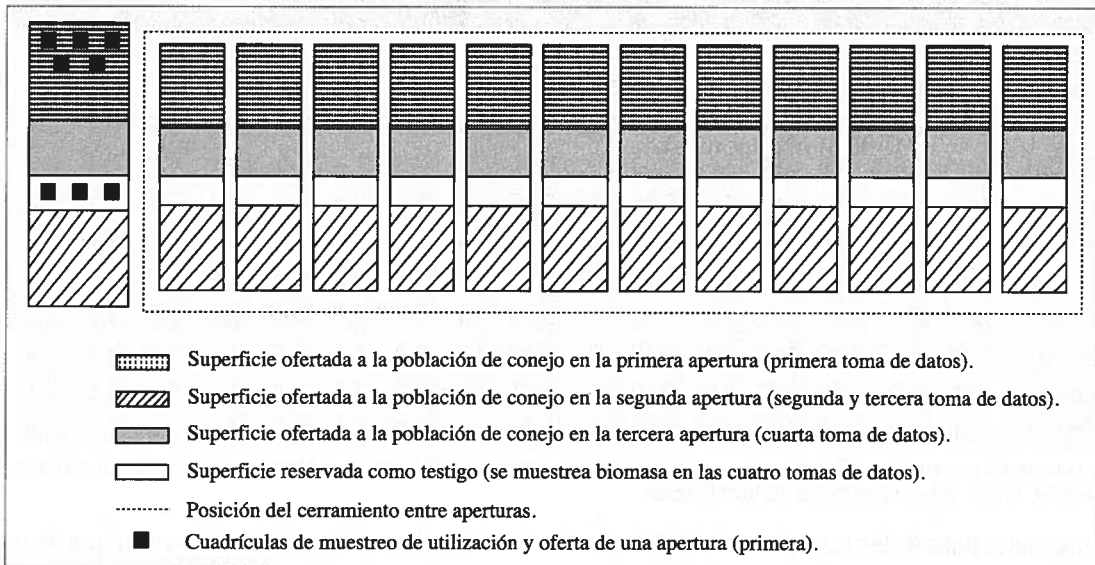 Superficie ofertada a la población de conejo en la primera apertura (primera toma de datos).
Superficie ofertada a la población de conejo en la segunda apertura (segunda y tercera toma de datos).
Superficie ofertada a la población de conejo en la tercera apertura (cuarta toma de datos).
Superficie reservada como testigo (se muestrea biomasa en las cuatro tomas de datos).
Posición del cerramiento entre aperturas.
Cuadrículas de muestreo de utilización y oferta de una apertura (primera).